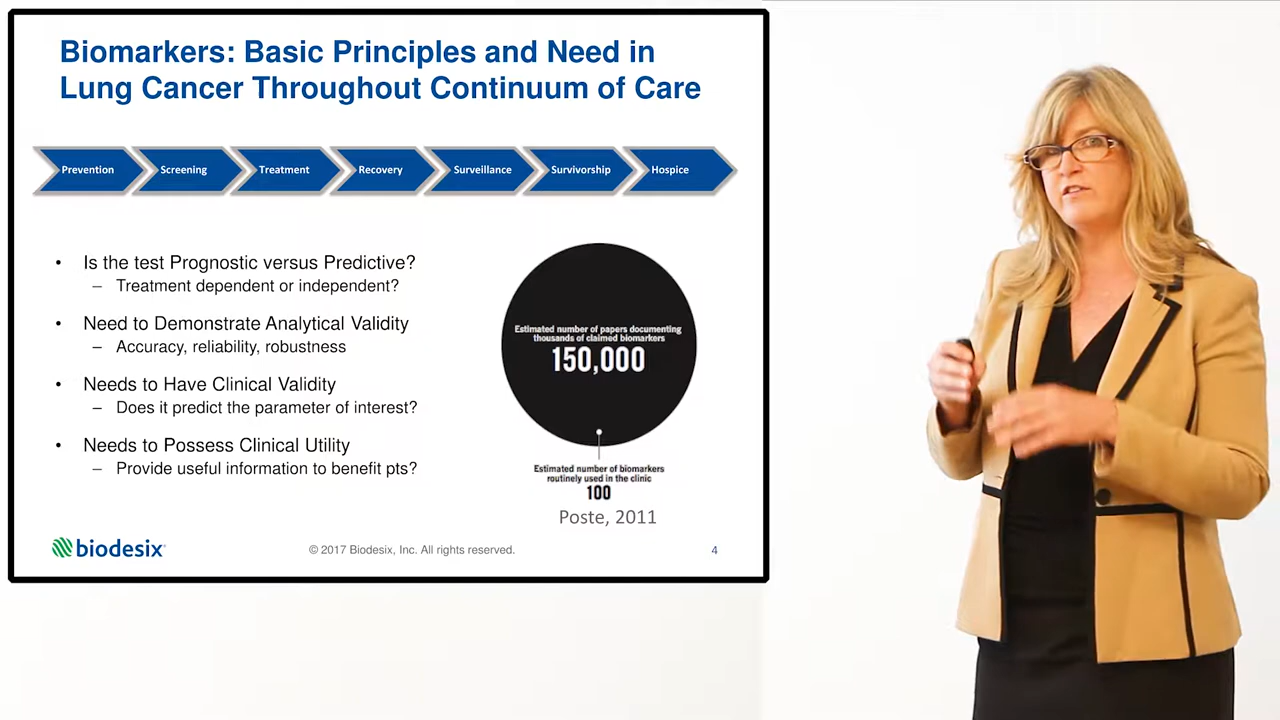 Biomarkers: Basic Principles and Need in
Lung Cancer Throughout Continuum of Care
Prevention
Screening
Treatment
Recovery
Surveillance
Survivorship
Hospice
• Is the test Prognostic versus Predictive?
– Treatment dependent or independent?
• Need to Demonstrate Analytical Validity
– Accuracy, reliability, robustness
• Needs to Have Clinical Validity
– Does it predict the parameter of interest?
• Needs to Possess Clinical Utility
– Provide useful information to benefit pts?
Estimated number of papers documenting
thousands of claimed biomarkers
150,000
Estimated number of biomarkers
routinely used in the clinic
100
Poste, 2011
biodesix
© 2017 Biodesix, Inc. All rights reserved.
4